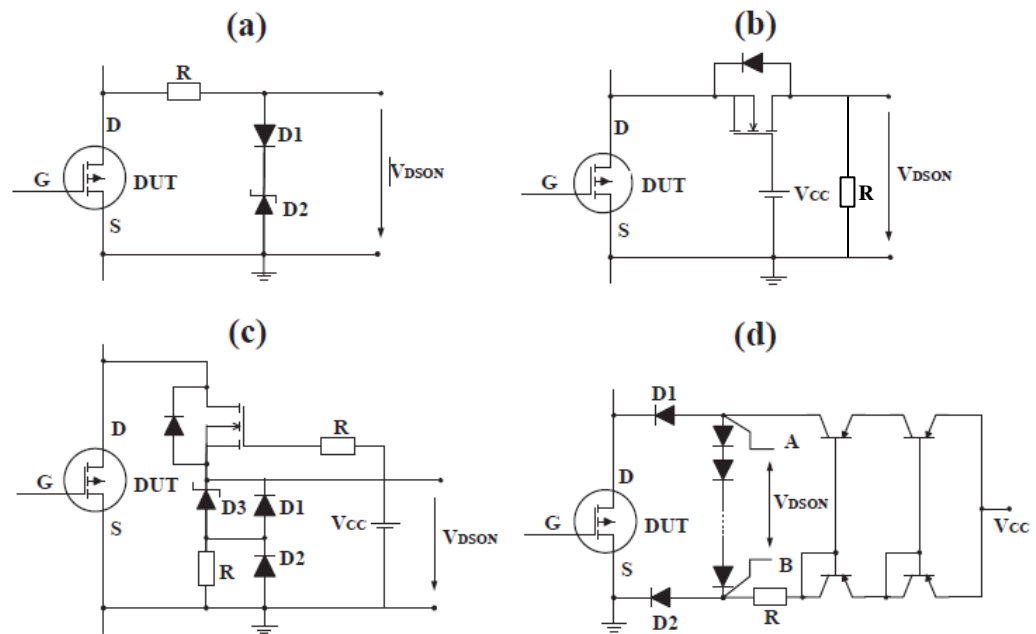 (a)
R
D
D1
G
DUT
VDSON
D2
S
(b)
D
G
DUT
VCC
R
VDSON
S
(c)
D
R
G
DUT
D3
D1
VCC
VDSON
S
R
D2
(d)
D1
A
D
VDSON
G
DUT
VCC
S
B
D2
R